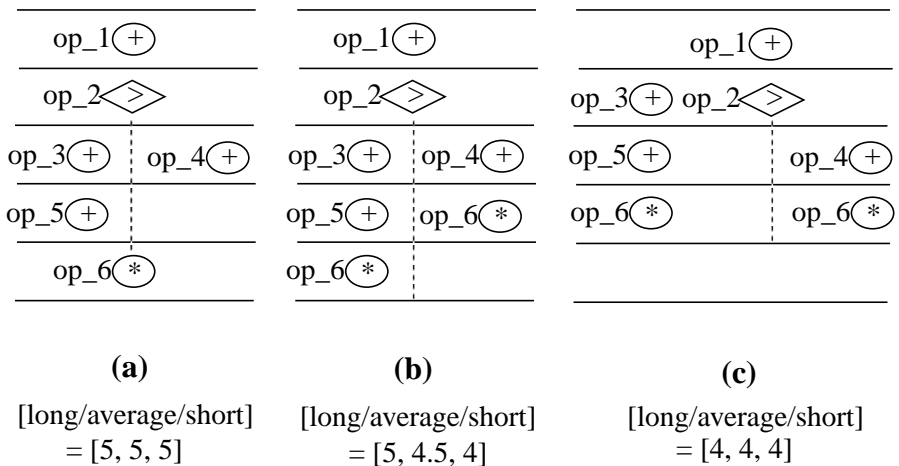 op_1 +
op_2 >
op_3 + op_4 +
op_5 +
op_6 *
(a)
[long/average/short]
= [5, 5, 5]
op_1 +
op_2 >
op_3 + op_4 +
op_5 + op_6 *
op_6 *
(b)
[long/average/short]
= [5, 4.5, 4]
op_1 +
op_3 + op_2 >
op_5 + op_4 +
op_6 * op_6 *
(c)
[long/average/short]
= [4, 4, 4]